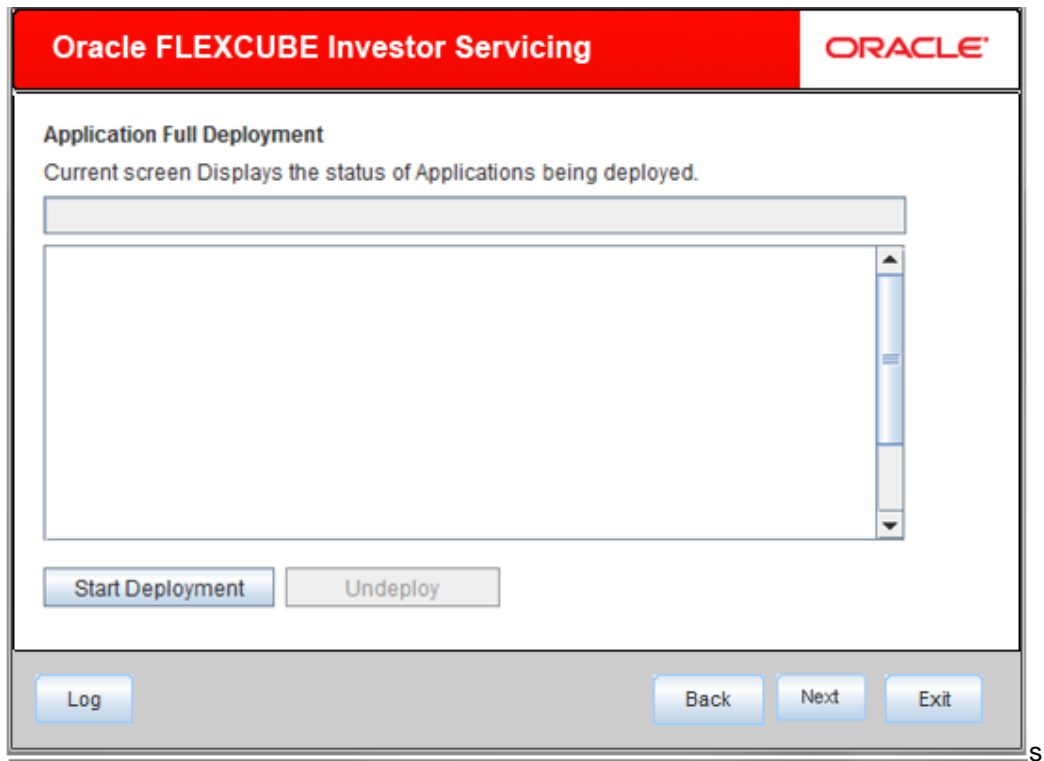 Oracle FLEXCUBE Investor Servicing
ORACLE
Application Full Deployment
Current screen Displays the status of Applications being deployed.
Start Deployment
Undeploy
Log
Back
Next
Exit
s